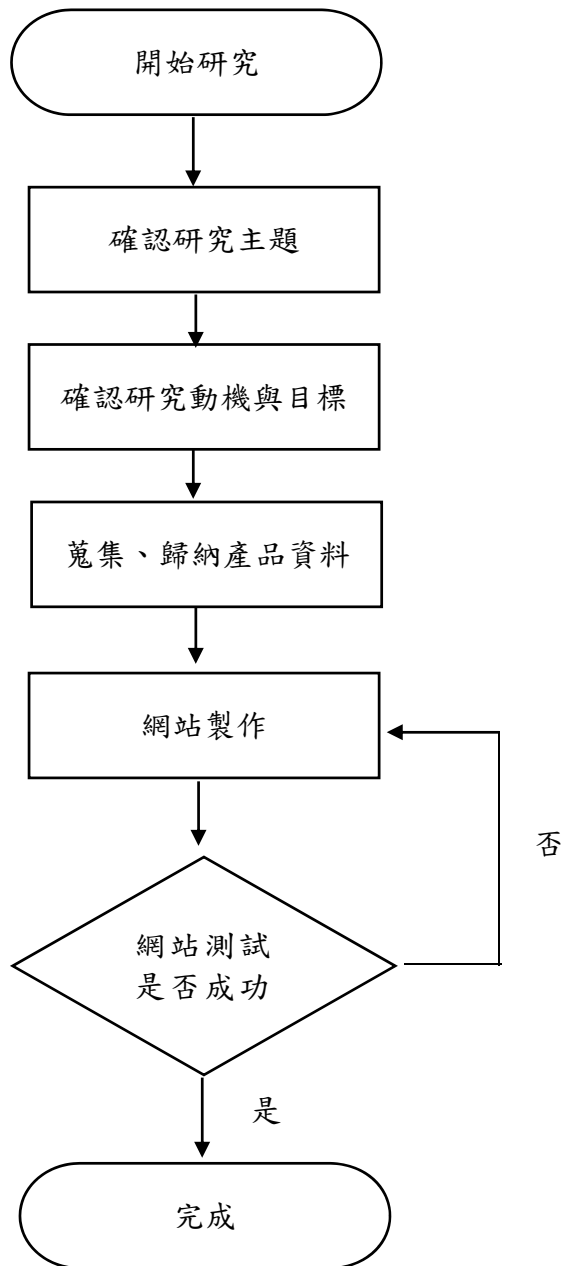 開始研究
確認研究主題
確認研究動機與目標
蒐集、歸納產品資料
網站製作
否
網站測試
是否成功
是
完成